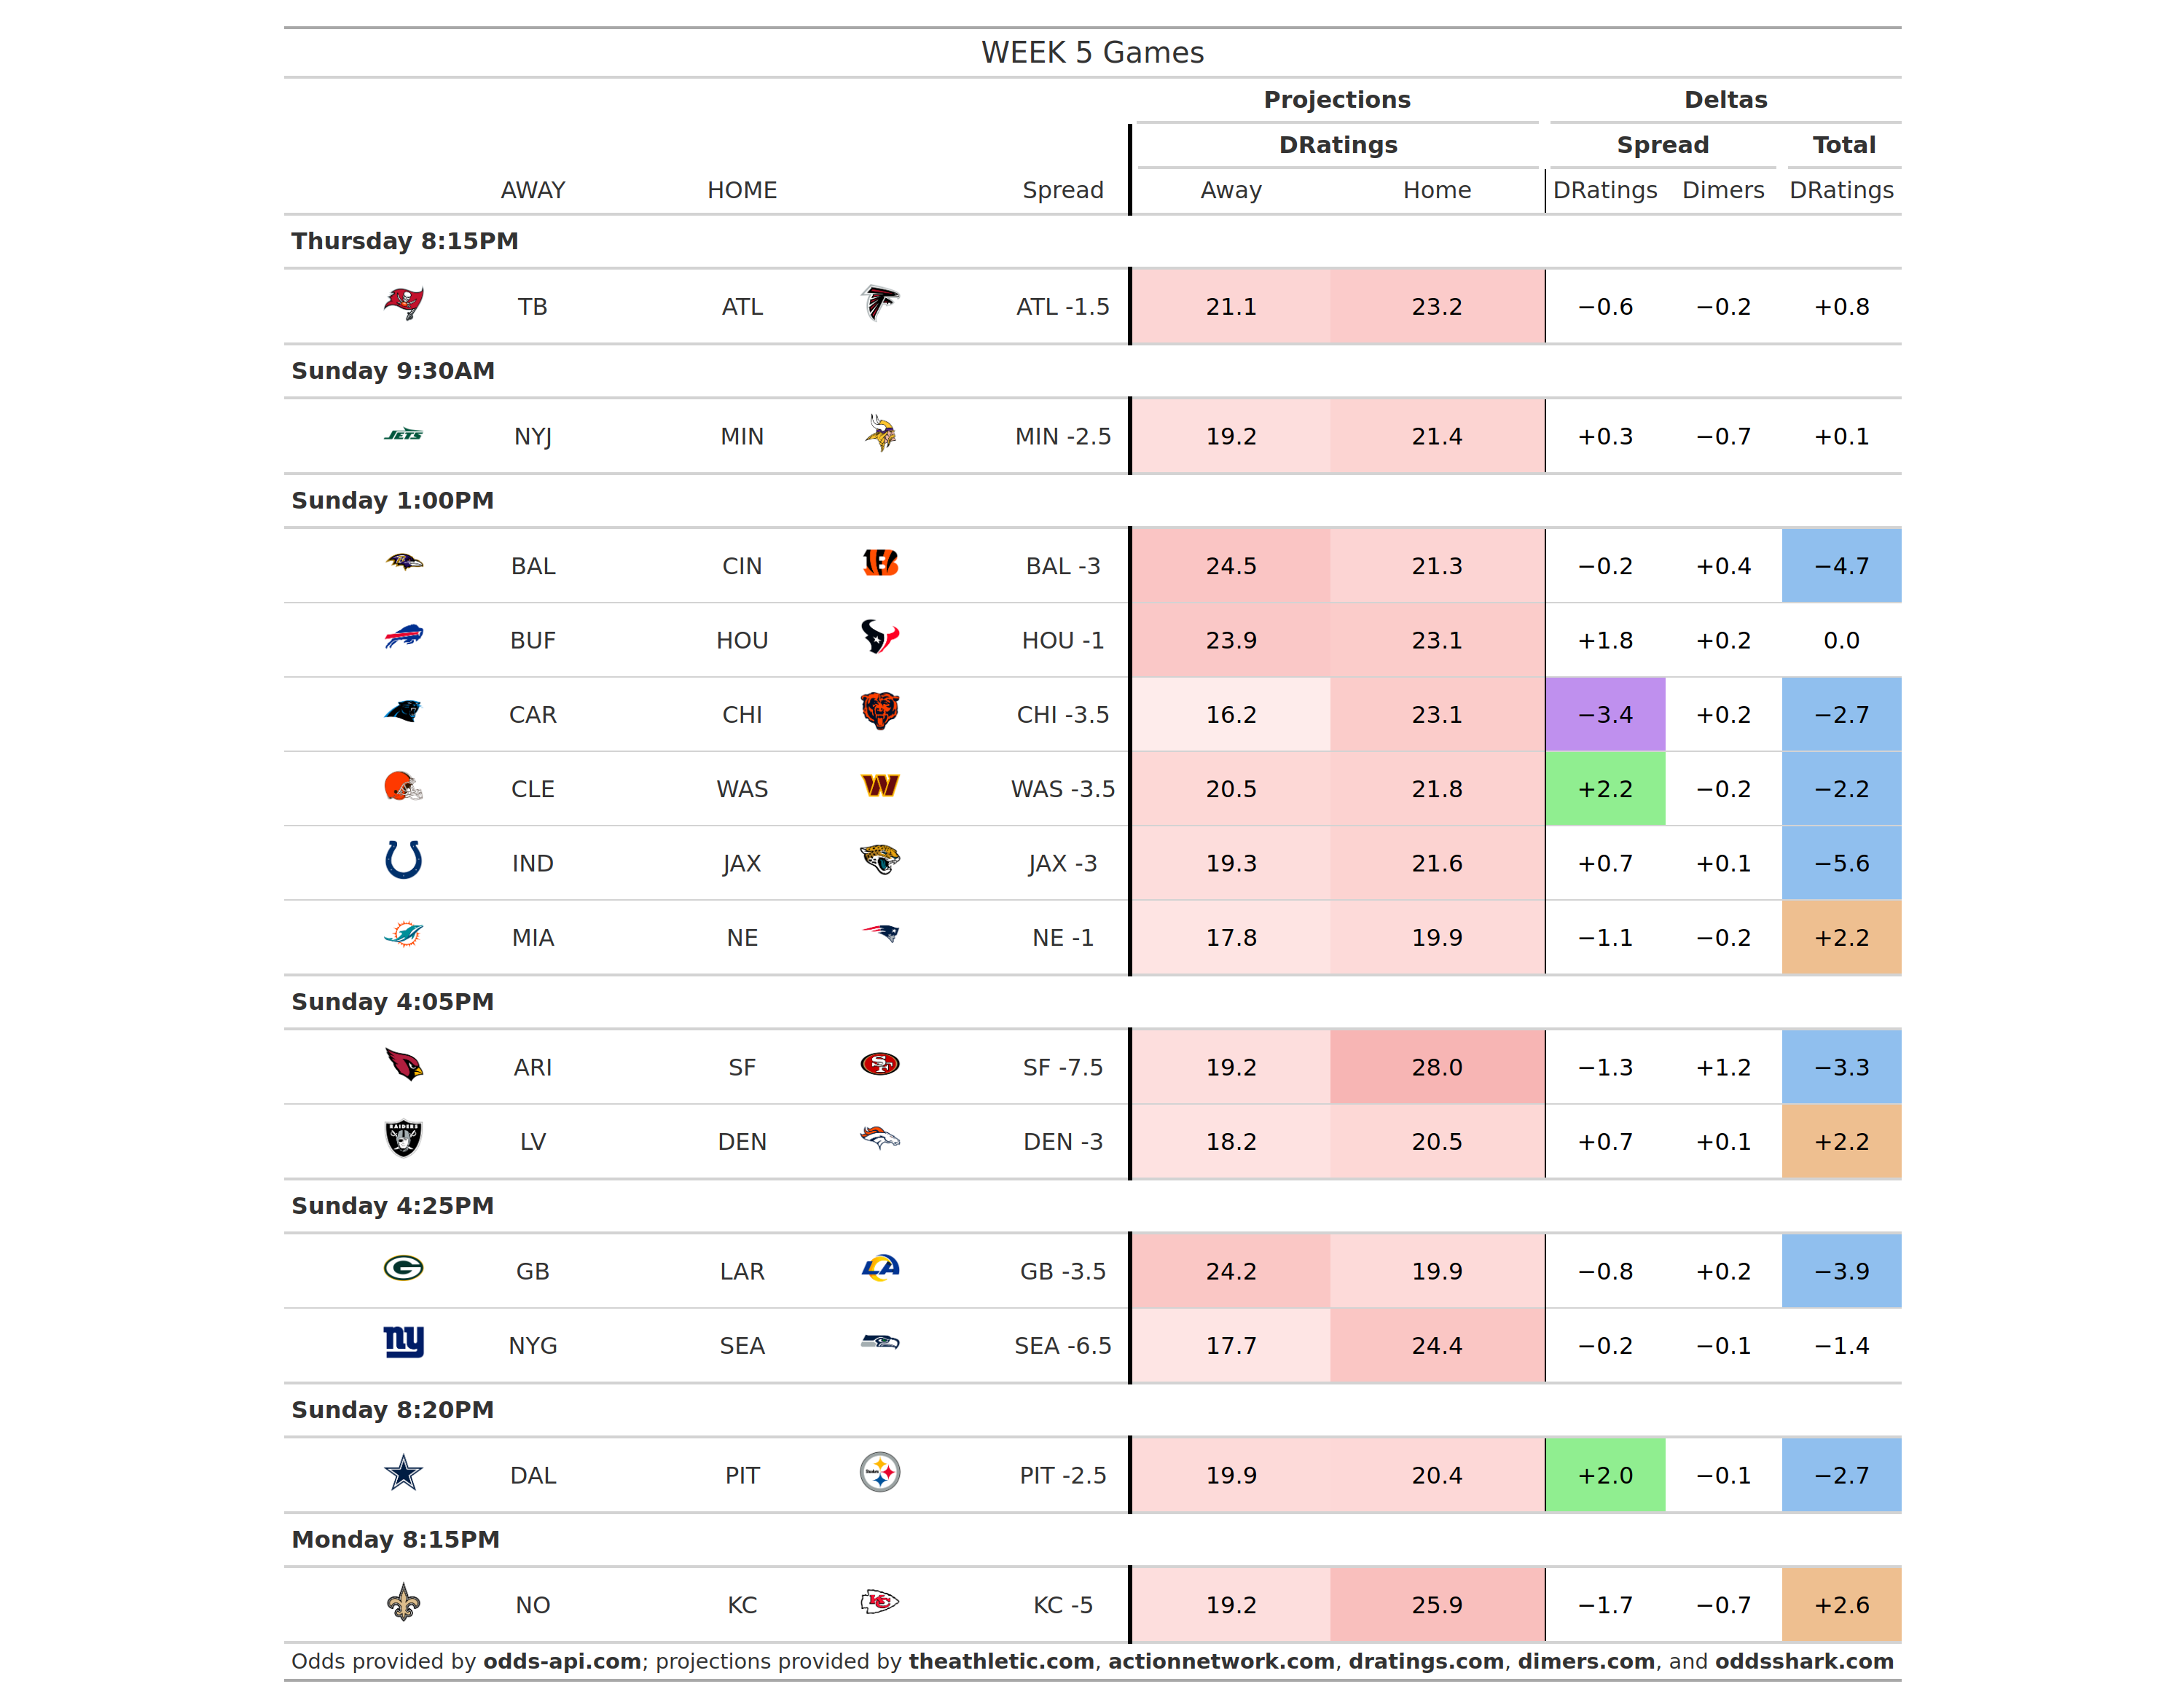 WEEK 5 Games
Projections Deltas
DRatings Spread Total
AWAY HOME Spread Away Home DRatings Dimers DRatings
Thursday 8:15PM
TB ATL ATL -1.5 21.1 23.2 −0.6 −0.2 +0.8
Sunday 9:30AM
JETS NYJ MIN MIN -2.5 19.2 21.4 +0.3 −0.7 +0.1
Sunday 1:00PM
BAL CIN BAL -3 24.5 21.3 −0.2 +0.4 −4.7
BUF HOU HOU -1 23.9 23.1 +1.8 +0.2 0.0
CAR CHI CHI -3.5 16.2 23.1 −3.4 +0.2 −2.7
CLE WAS W WAS -3.5 20.5 21.8 +2.2 −0.2 −2.2
IND JAX JAX -3 19.3 21.6 +0.7 +0.1 −5.6
MIA NE NE -1 17.8 19.9 −1.1 −0.2 +2.2
Sunday 4:05PM
ARI SF SF SF -7.5 19.2 28.0 −1.3 +1.2 −3.3
RAIDERS LV DEN DEN -3 18.2 20.5 +0.7 +0.1 +2.2
Sunday 4:25PM
G GB LAR LA GB -3.5 24.2 19.9 −0.8 +0.2 −3.9
ny NYG SEA SEA -6.5 17.7 24.4 −0.2 −0.1 −1.4
Sunday 8:20PM
DAL PIT Steelers PIT -2.5 19.9 20.4 +2.0 −0.1 −2.7
Monday 8:15PM
NO KC KC KC -5 19.2 25.9 −1.7 −0.7 +2.6
Odds provided by odds-api.com; projections provided by theathletic.com, actionnetwork.com, dratings.com, dimers.com, and oddsshark.com